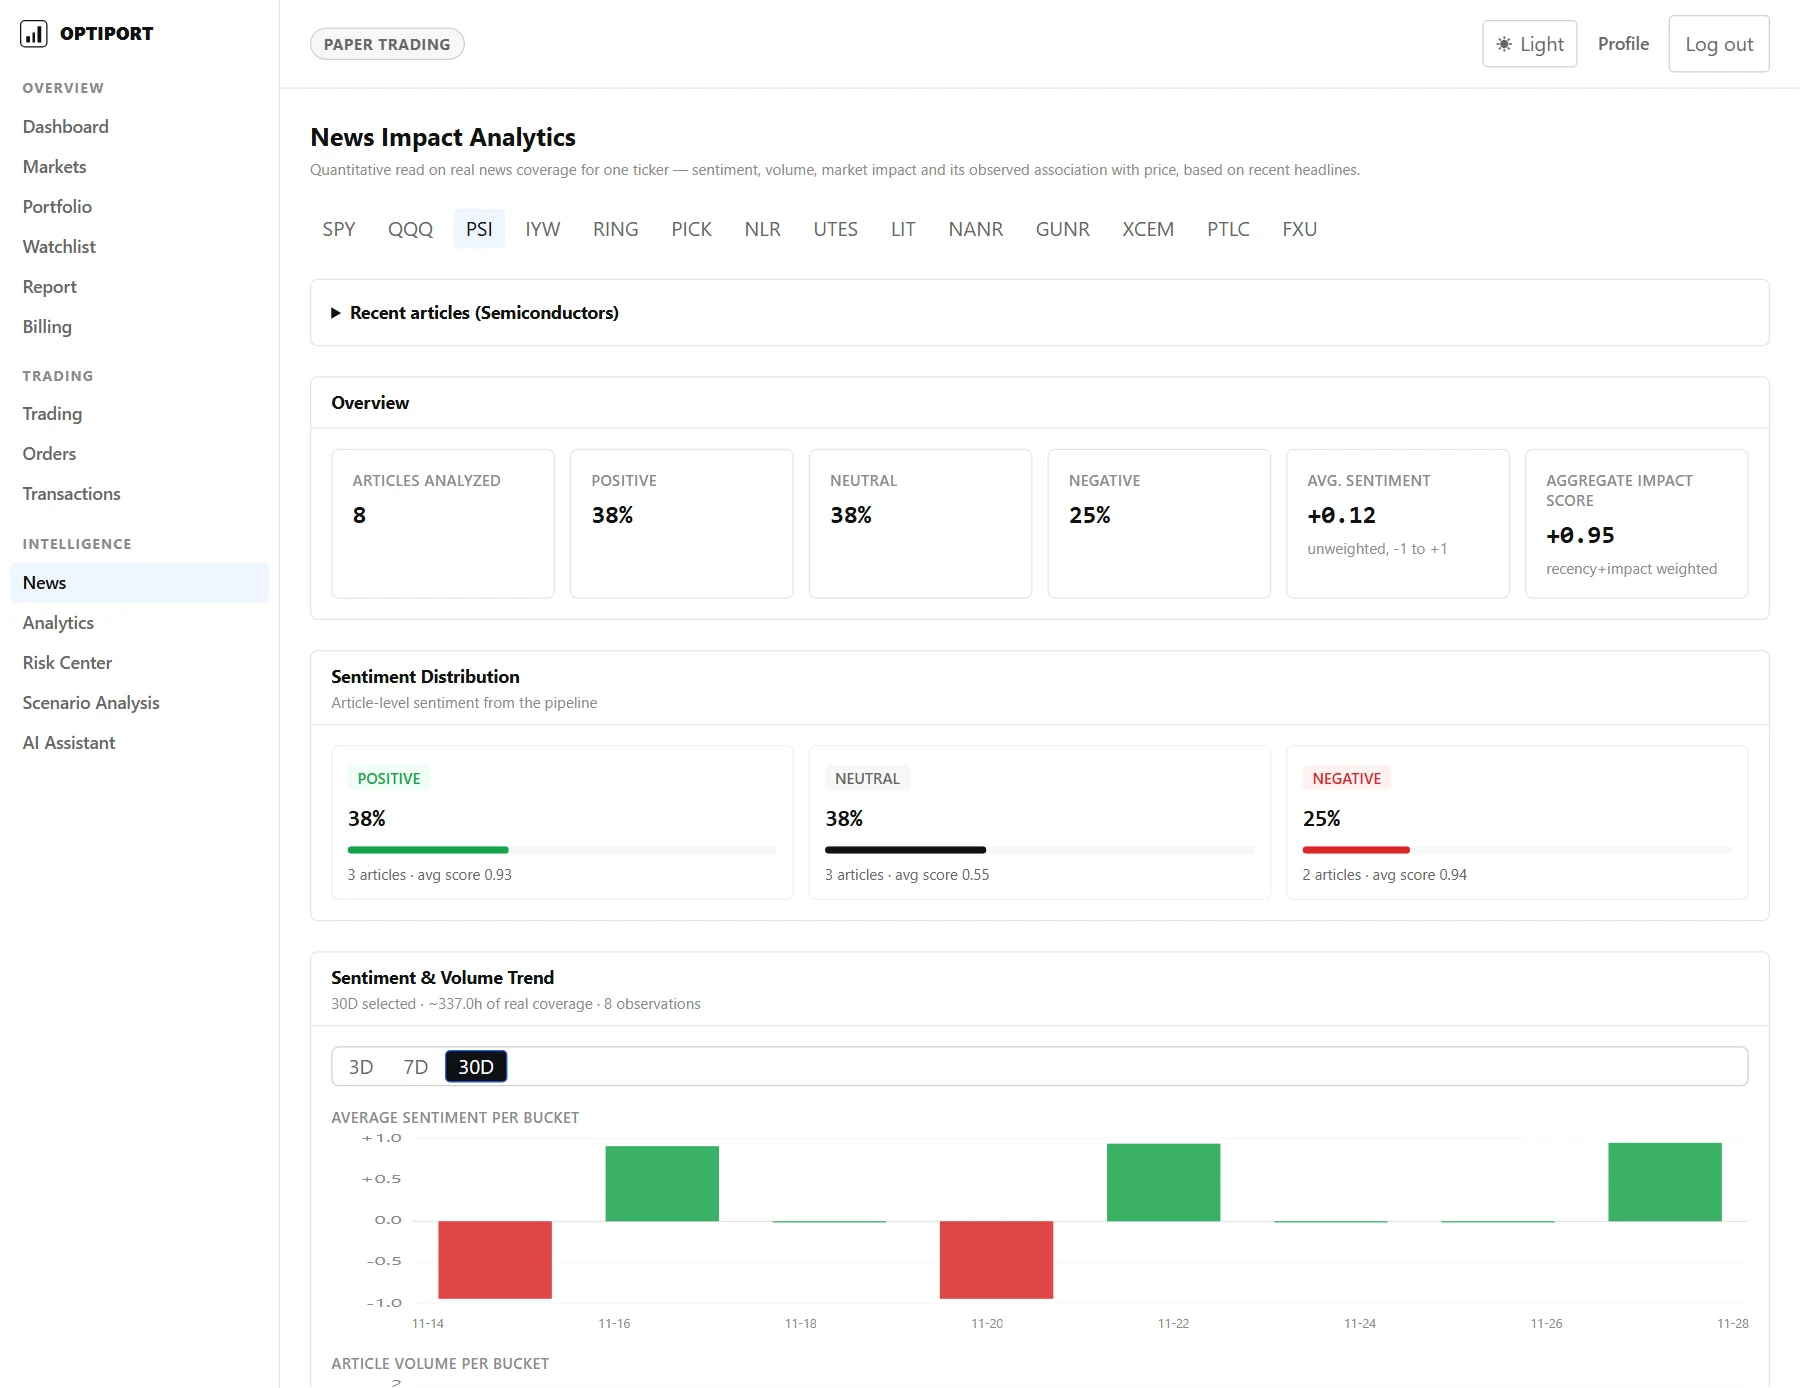 OPTIPORT
OVERVIEW
Dashboard
Markets
Portfolio
Watchlist
Report
Billing
TRADING
Trading
Orders
Transactions
INTELLIGENCE
News
Analytics
Risk Center
Scenario Analysis
AI Assistant
PAPER TRADING
☀ Light
Profile
Log out
News Impact Analytics
Quantitative read on real news coverage for one ticker — sentiment, volume, market impact and its observed association with price, based on recent headlines.
SPY QQQ PSI IYW RING PICK NLR UTES LIT NANR GUNR XCEM PTLC FXU
▶ Recent articles (Semiconductors)
Overview
ARTICLES ANALYZED
8
POSITIVE
38%
NEUTRAL
38%
NEGATIVE
25%
AVG. SENTIMENT
+0.12
unweighted, -1 to +1
AGGREGATE IMPACT
SCORE
+0.95
recency+impact weighted
Sentiment Distribution
Article-level sentiment from the pipeline
POSITIVE
38%
3 articles · avg score 0.93
NEUTRAL
38%
3 articles · avg score 0.55
NEGATIVE
25%
2 articles · avg score 0.94
Sentiment & Volume Trend
30D selected · ~337.0h of real coverage · 8 observations
3D 7D 30D
AVERAGE SENTIMENT PER BUCKET
+1.0
+0.5
0.0
-0.5
-1.0
11-14 11-16 11-18 11-20 11-22 11-24 11-26 11-28
ARTICLE VOLUME PER BUCKET
2